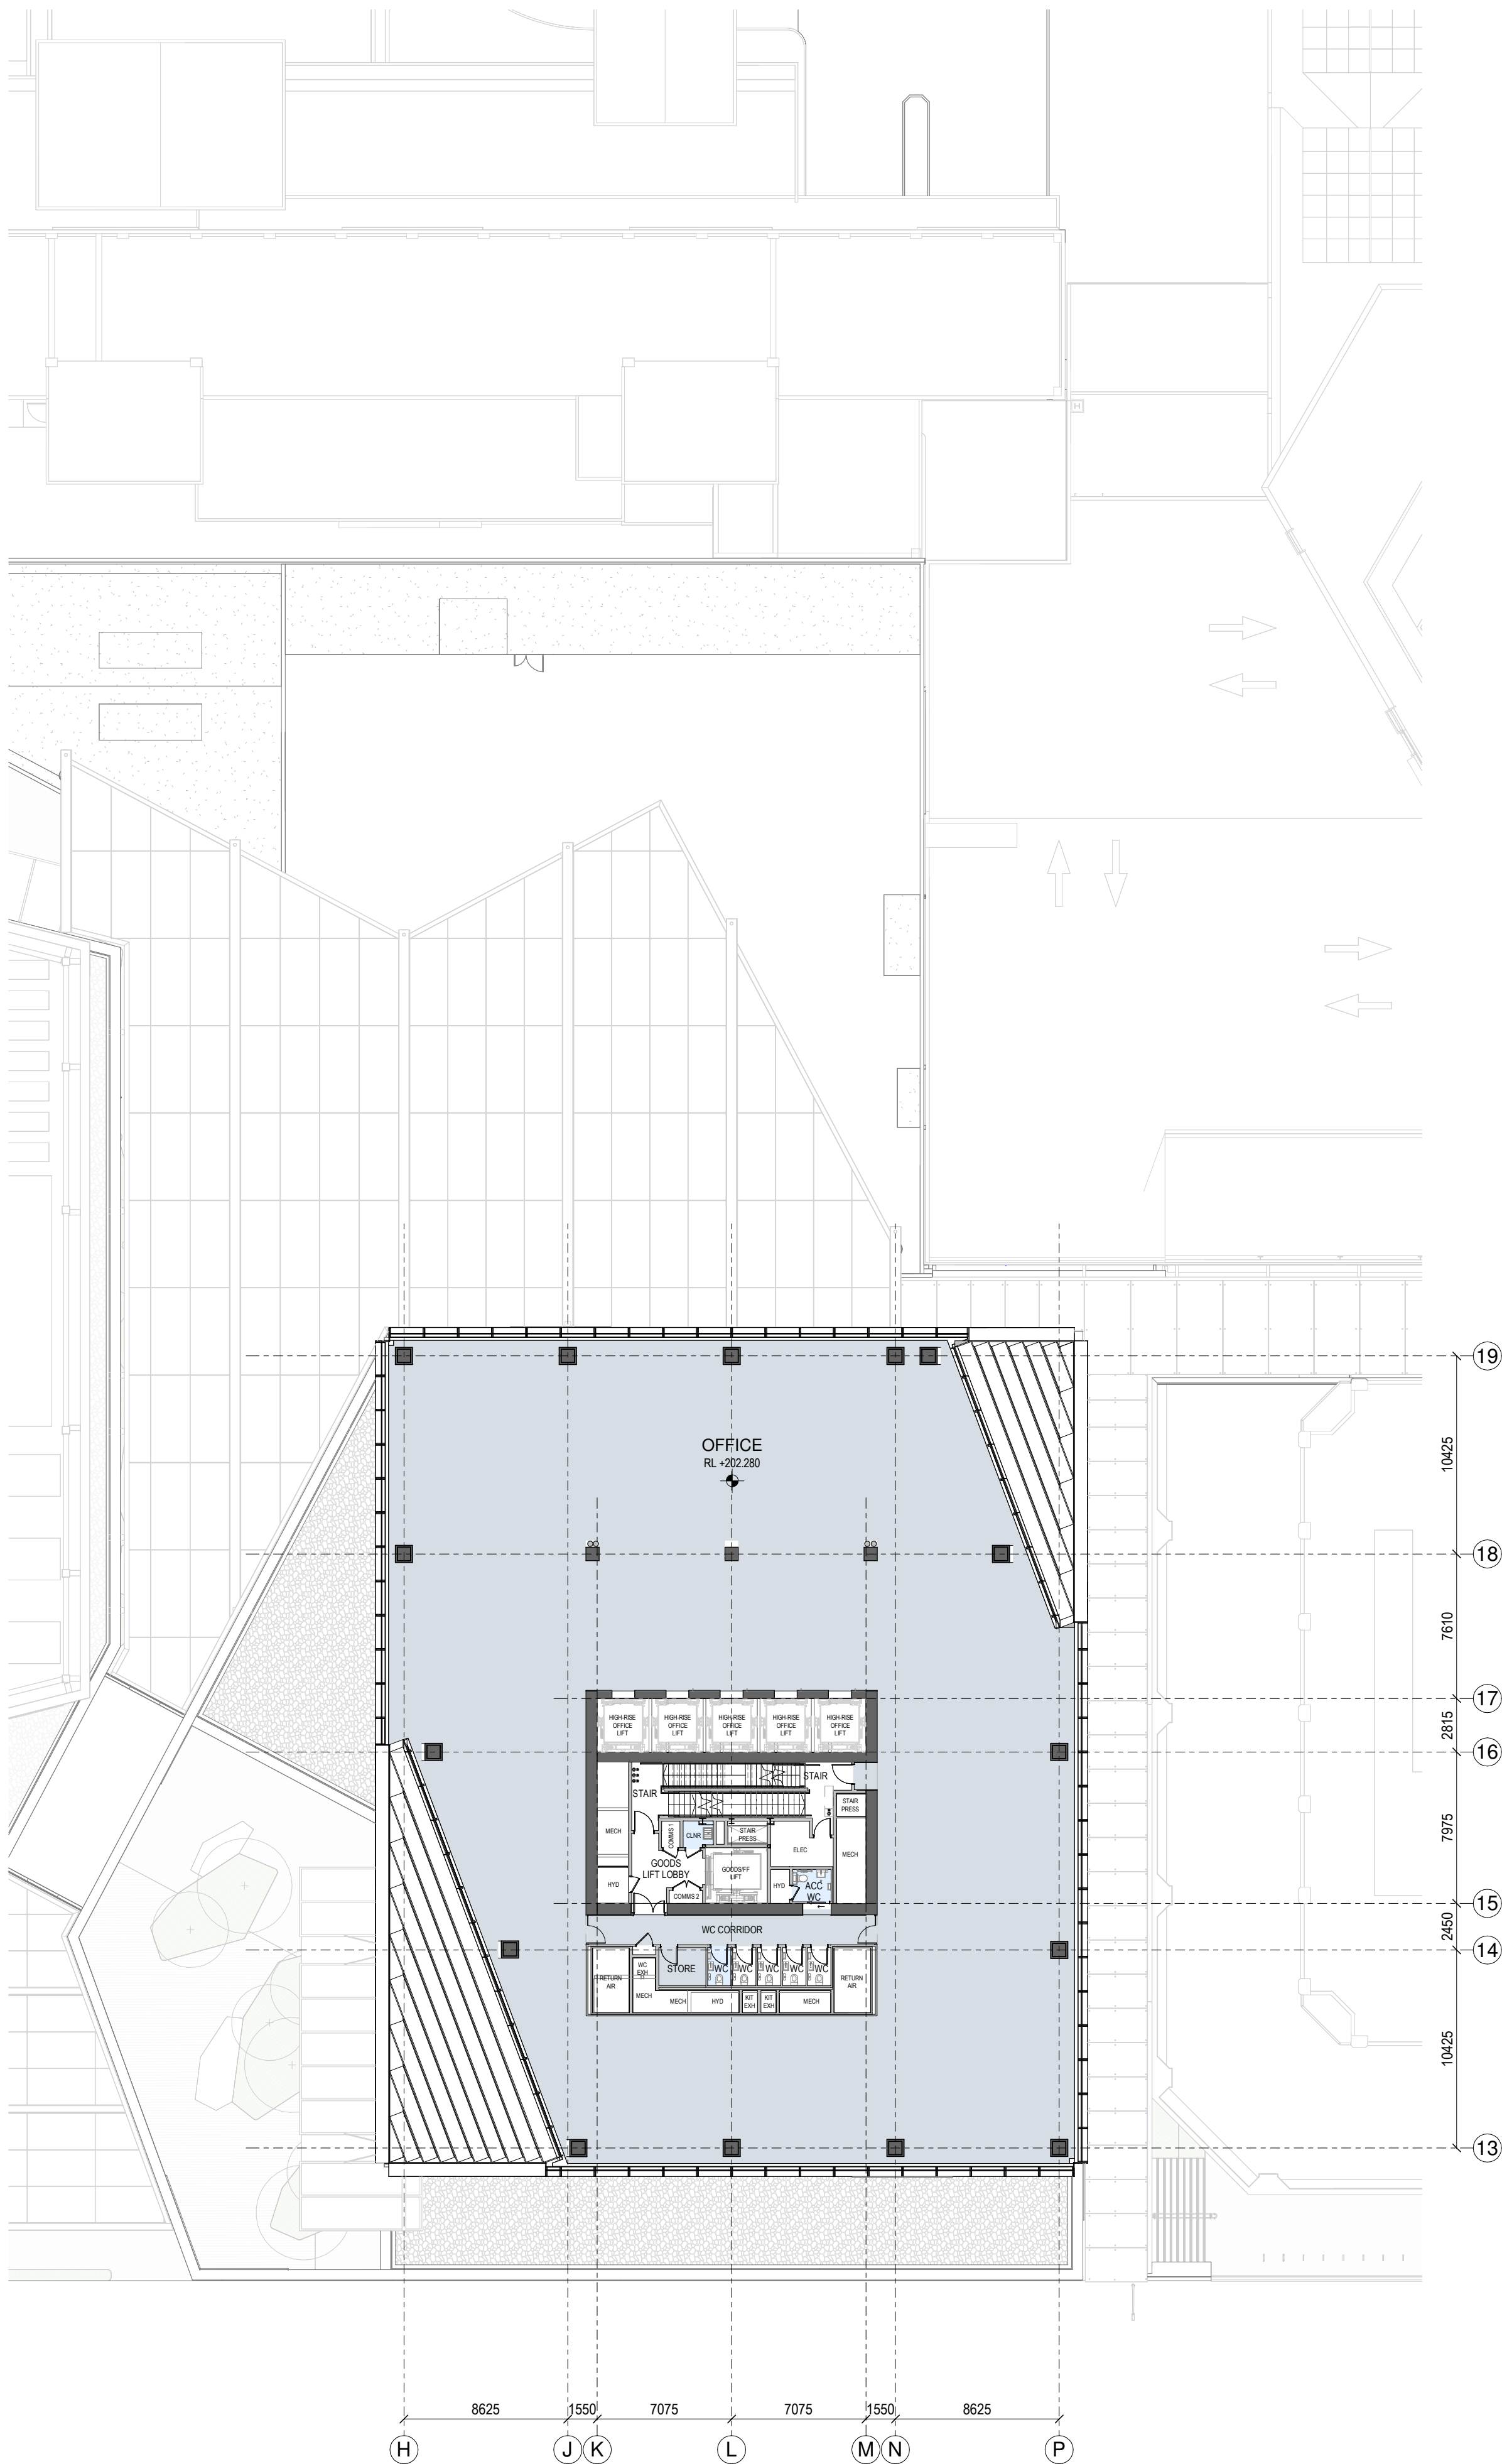 H
19
OFFICE
RL +202.280
10425
18
7610
17
HIGH-RISE
OFFICE
LIFT
HIGH-RISE
OFFICE
LIFT
HIGH-RISE
OFFICE
LIFT
HIGH-RISE
OFFICE
LIFT
HIGH-RISE
OFFICE
LIFT
2815
16
STAIR
STAIR
STAIR
PRESS
MECH
COMMS 1
CLNR
STAIR
PRESS
7975
ELEC
MECH
GOODS
LIFT LOBBY
GOODS/FF
LIFT
HYD
HYD
ACC
WC
COMMS 2
15
WC CORRIDOR
2450
14
RETURN
AIR
WC
EXH
STORE
WC
WC
WC
WC
WC
RETURN
AIR
MECH
MECH
HYD
KIT
EXH
KIT
EXH
MECH
10425
13
8625
1550
7075
7075
1550
8625
H
J
K
L
M
N
P